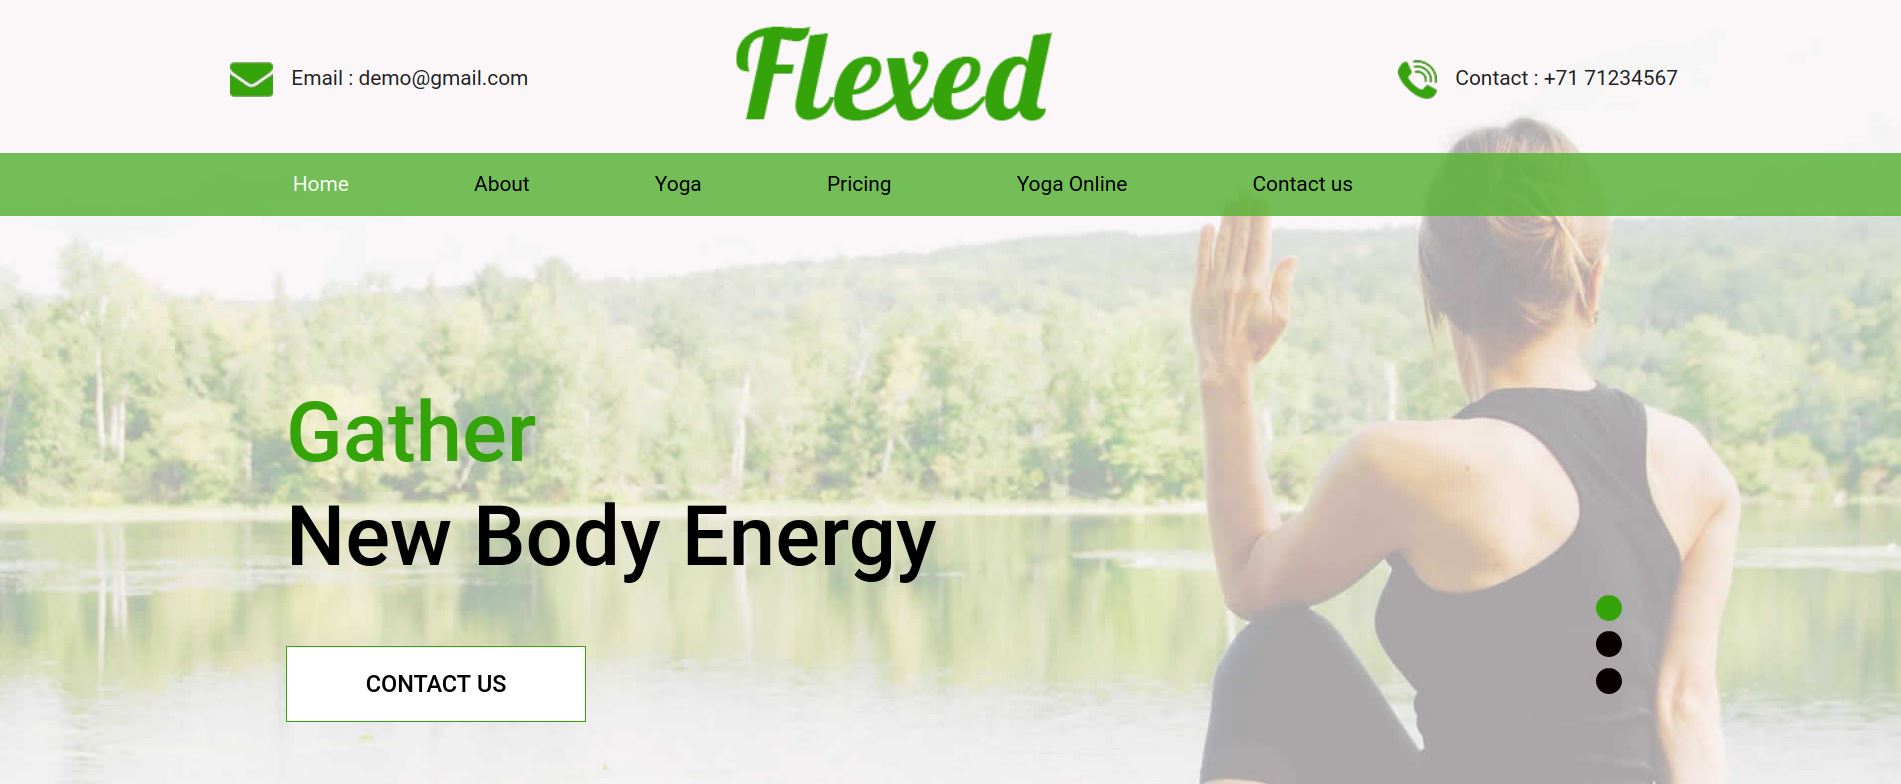 Email : demo@gmail.com
Flexed
Contact : +71 71234567
Home About Yoga Pricing Yoga Online Contact us
Gather
New Body Energy
CONTACT US